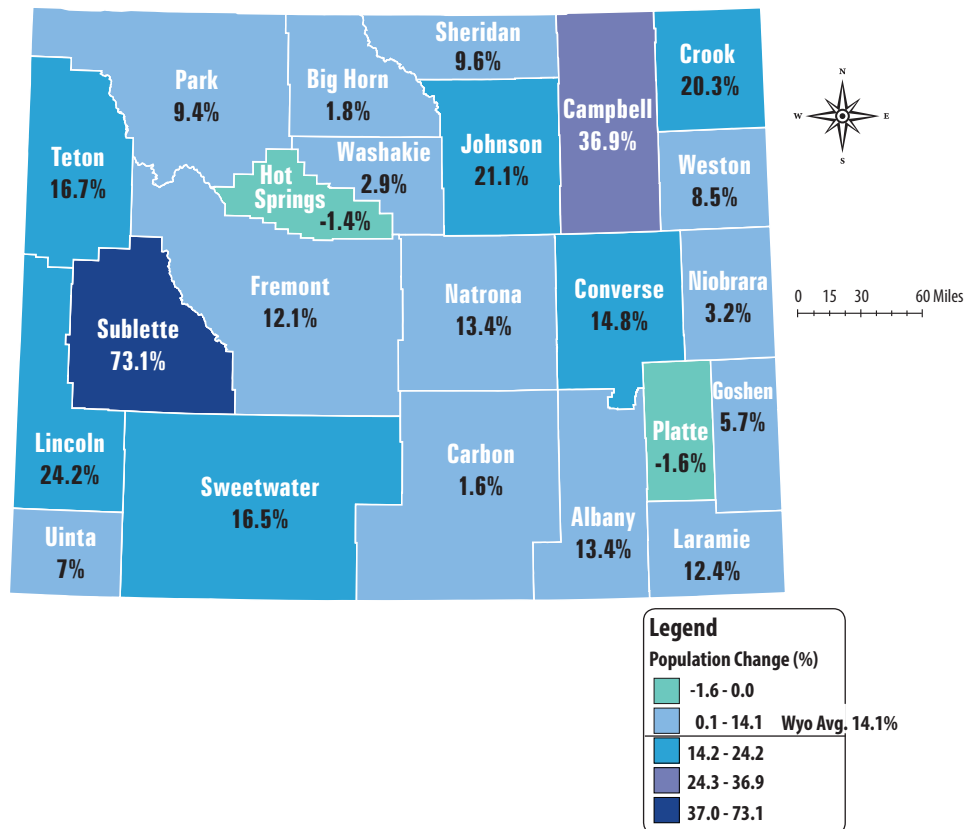 Sheridan
9.6%
Park
9.4%
Big Horn
1.8%
Campbell
36.9%
Crook
20.3%
Teton
16.7%
Hot
Springs
-1.4%
Washakie
2.9%
Johnson
21.1%
Weston
8.5%
Sublette
73.1%
Fremont
12.1%
Natrona
13.4%
Converse
14.8%
Niobrara
3.2%
Lincoln
24.2%
Sweetwater
16.5%
Carbon
1.6%
Platte
-1.6%
Goshen
5.7%
Uinta
7%
Albany
13.4%
Laramie
12.4%
N
W E
S
0 15 30 60 Miles
Legend
Population Change (%)
-1.6 - 0.0
0.1 - 14.1 Wyo Avg. 14.1%
14.2 - 24.2
24.3 - 36.9
37.0 - 73.1